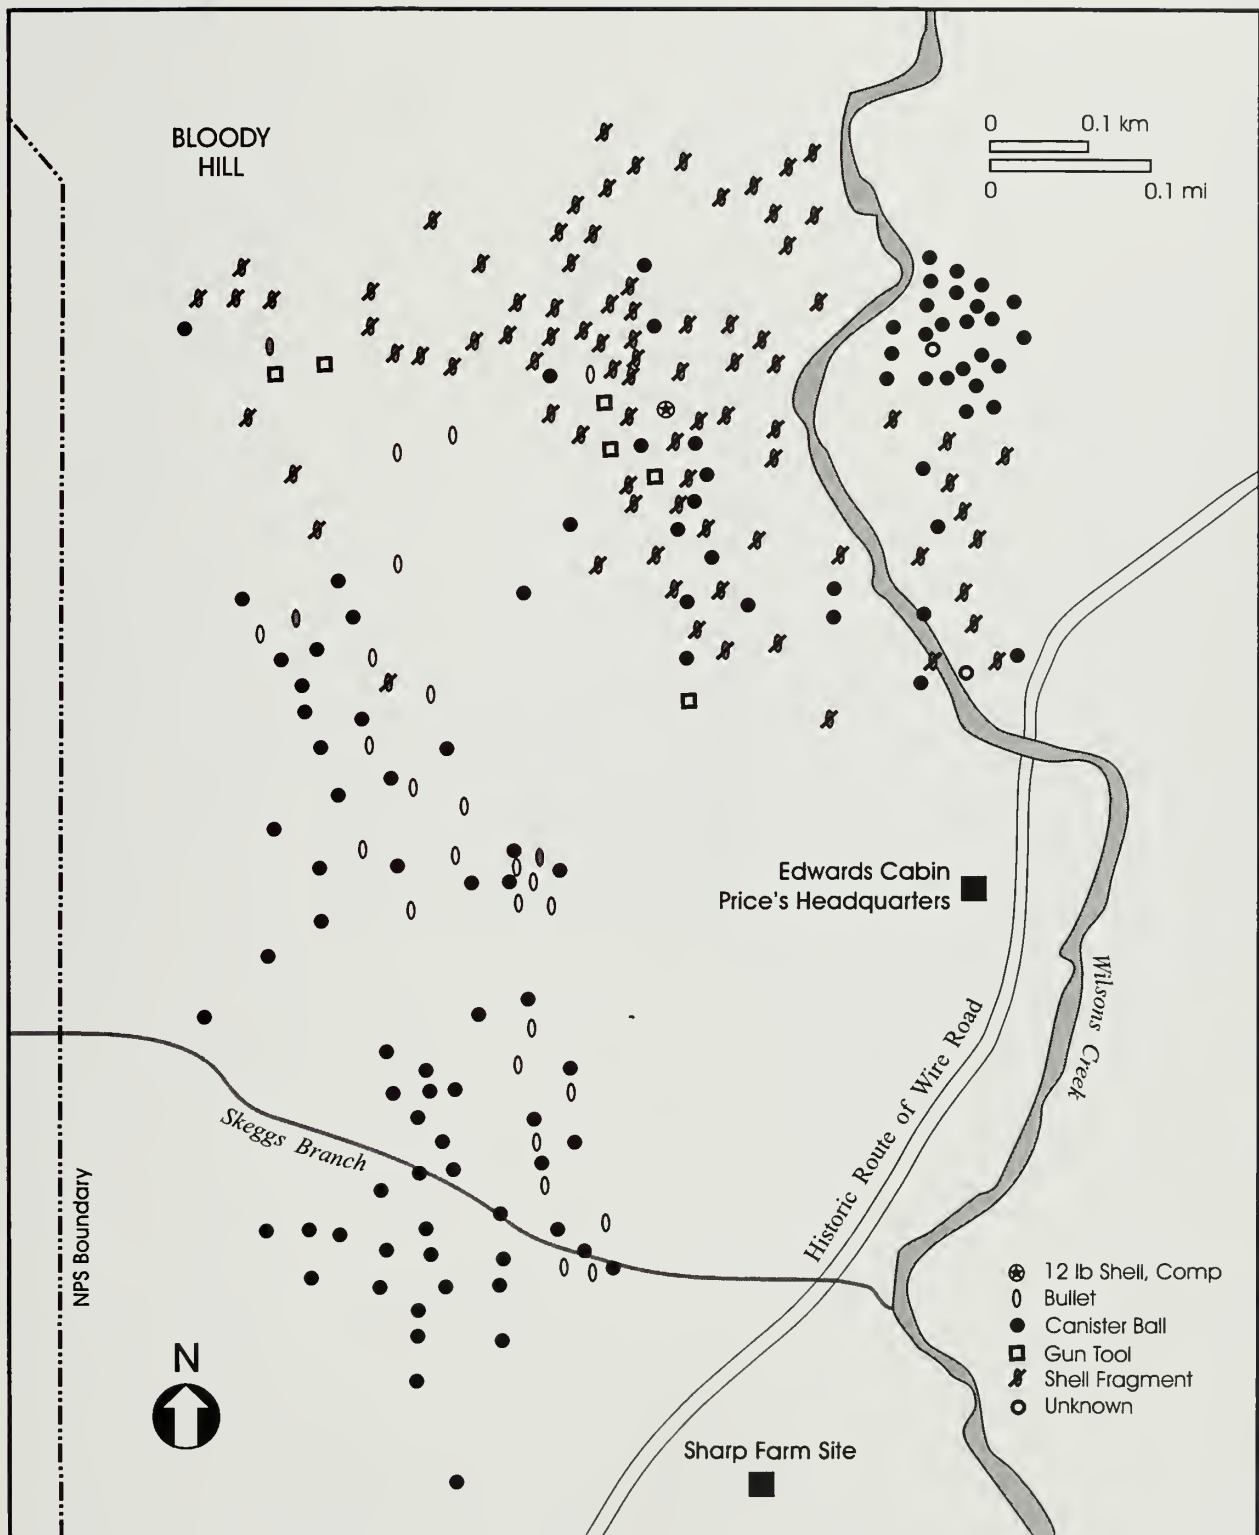 BLOODY
HILL
0 0.1 km
0 0.1 mi
Edwards Cabin
Price's Headquarters
Wilsons Creek
Historic Route of Wire Road
Skeggs Branch
NPS Boundary
N
12 lb Shell, Comp
Bullet
Canister Ball
Gun Tool
Shell Fragment
Unknown
Sharp Farm Site